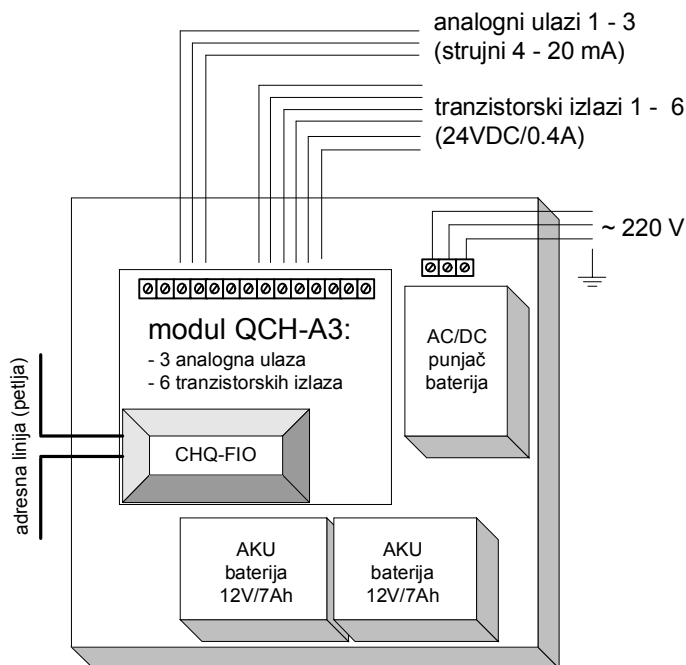 analogni ulazi 1 - 3
(strujni 4 - 20 mA)
tranzistorski izlazi 1 - 6
(24VDC/0.4A)
~ 220 V
modul QCH-A3:
- 3 analogna ulaza
- 6 tranzistorskih izlaza
AC/DC
punjač
baterija
adresna linija (petlja)
CHQ-FIO
AKU
baterija
12V/7Ah
AKU
baterija
12V/7Ah